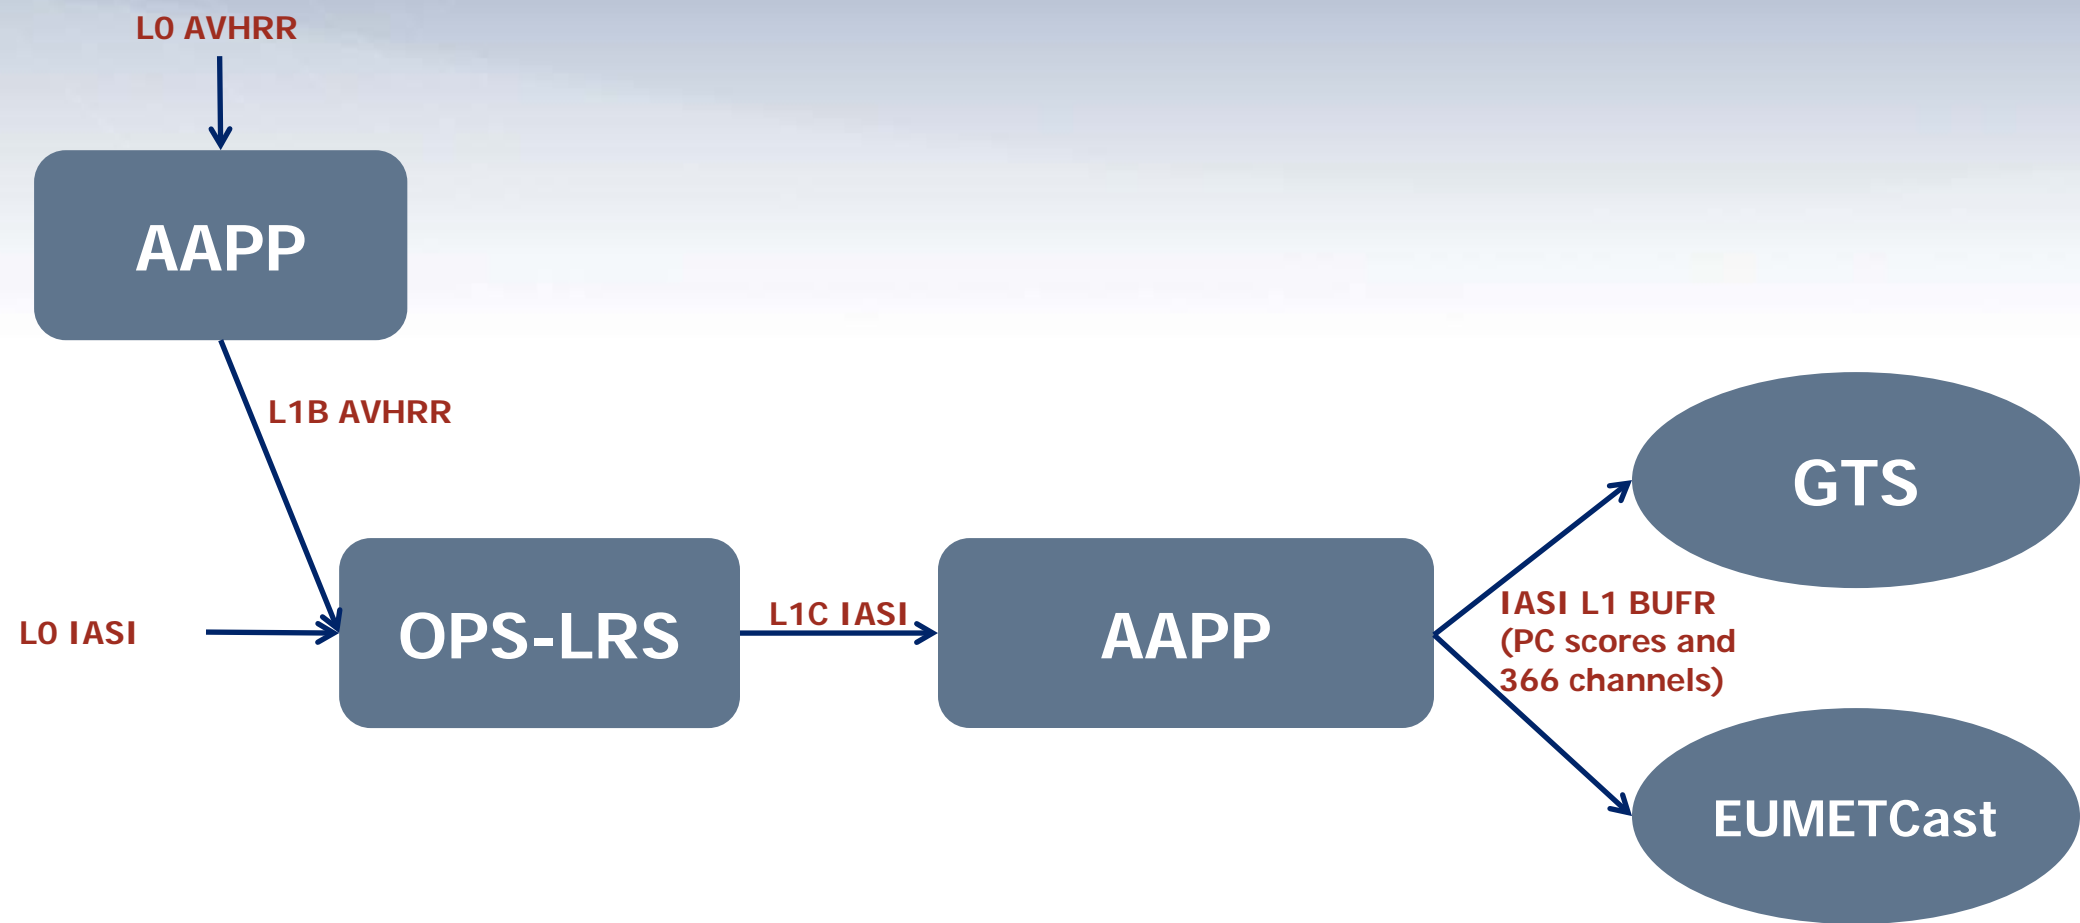 L0 AVHRR
AAPP
L1B AVHRR
L0 IASI
OPS-LRS
L1C IASI
AAPP
GTS
IASI L1 BUFR
(PC scores and
366 channels)
EUMETCast